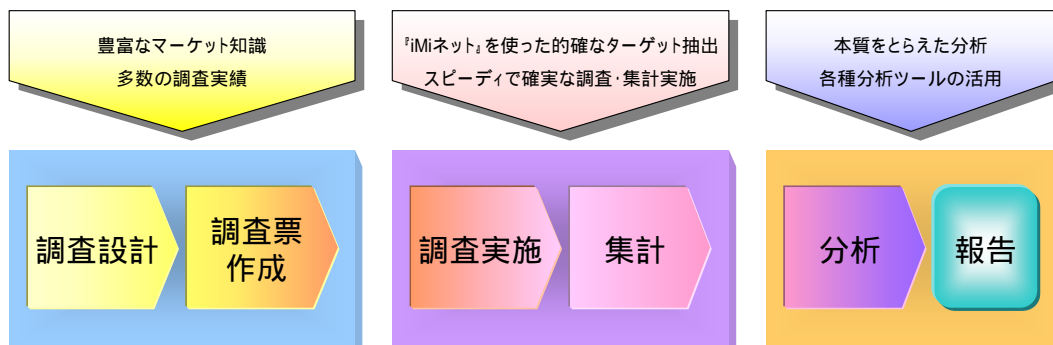 豊富なマーケット知識
多数の調査実績
『iMiネット』を使った的確なターゲット抽出
スピーディで確実な調査・集計実施
本質をとらえた分析
各種分析ツールの活用
調査設計
調査票
作成
調査実施
集計
分析
報告